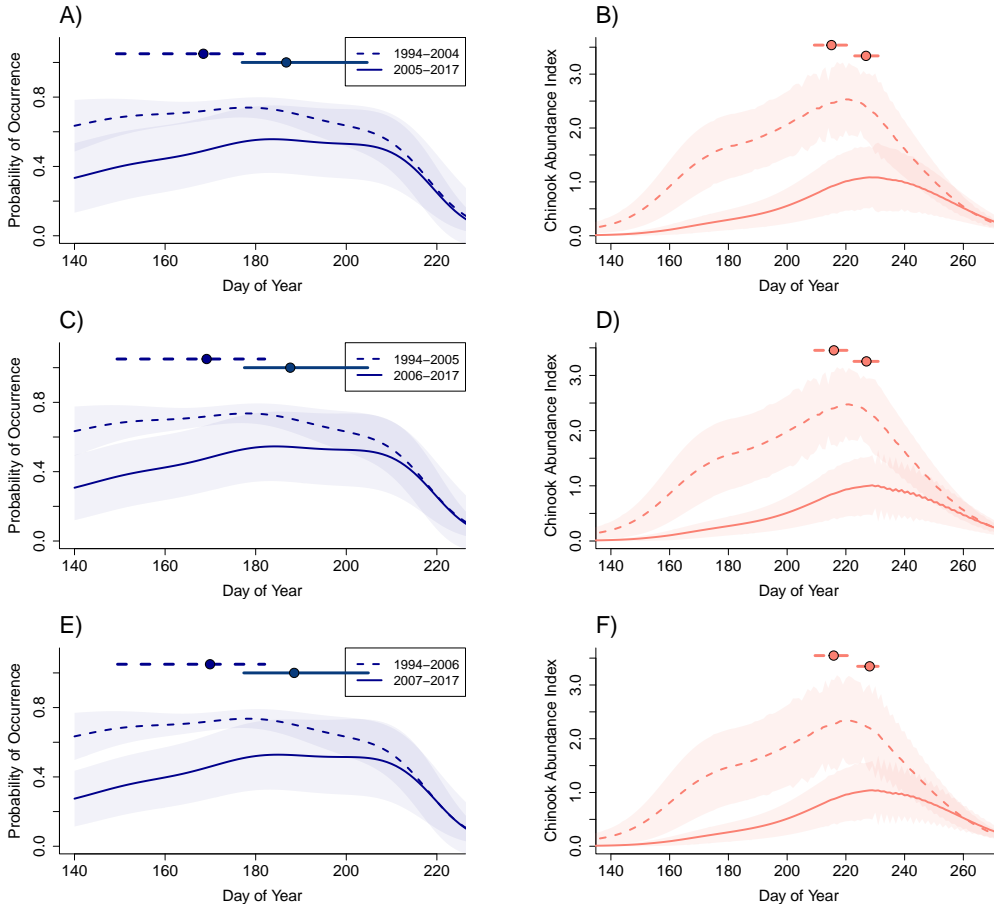 A)
B)
1994−2004
2005−2017
Probability of Occurrence
0.0 0.4 0.8
140 160 180 200 220
Day of Year
Chinook Abundance Index
0.0 1.0 2.0 3.0
140 160 180 200 220 240 260
Day of Year
C)
D)
1994−2005
2006−2017
Probability of Occurrence
0.0 0.4 0.8
140 160 180 200 220
Day of Year
Chinook Abundance Index
0.0 1.0 2.0 3.0
140 160 180 200 220 240 260
Day of Year
E)
F)
1994−2006
2007−2017
Probability of Occurrence
0.0 0.4 0.8
140 160 180 200 220
Day of Year
Chinook Abundance Index
0.0 1.0 2.0 3.0
140 160 180 200 220 240 260
Day of Year